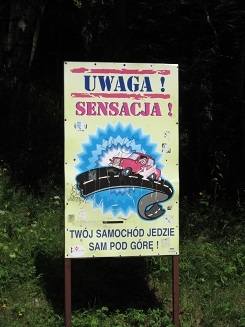 UWAGA !
SENSACJA !
TWÓJ SAMOCHÓD JEDZIE
SAM POD GÓRĘ !